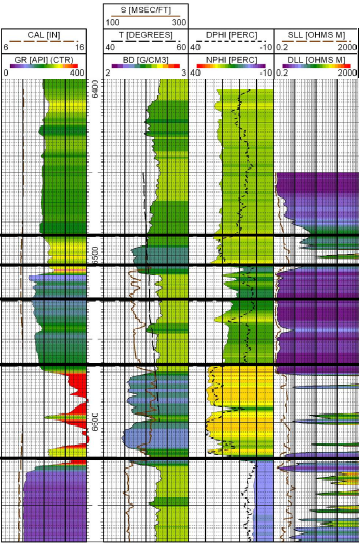 S [MSEC/FT]
100 300
CAL [IN] T [DEGREES] DPHI [PERC] SLL [OHMS M]
6 16 40 60 40 -10 0.2 2000
GR [API] (CTR) BD [G/CM3] NPHI [PERC] DLL [OHMS M]
0 400 2 3 40 -10 0.2 2000
6400
6500
6600